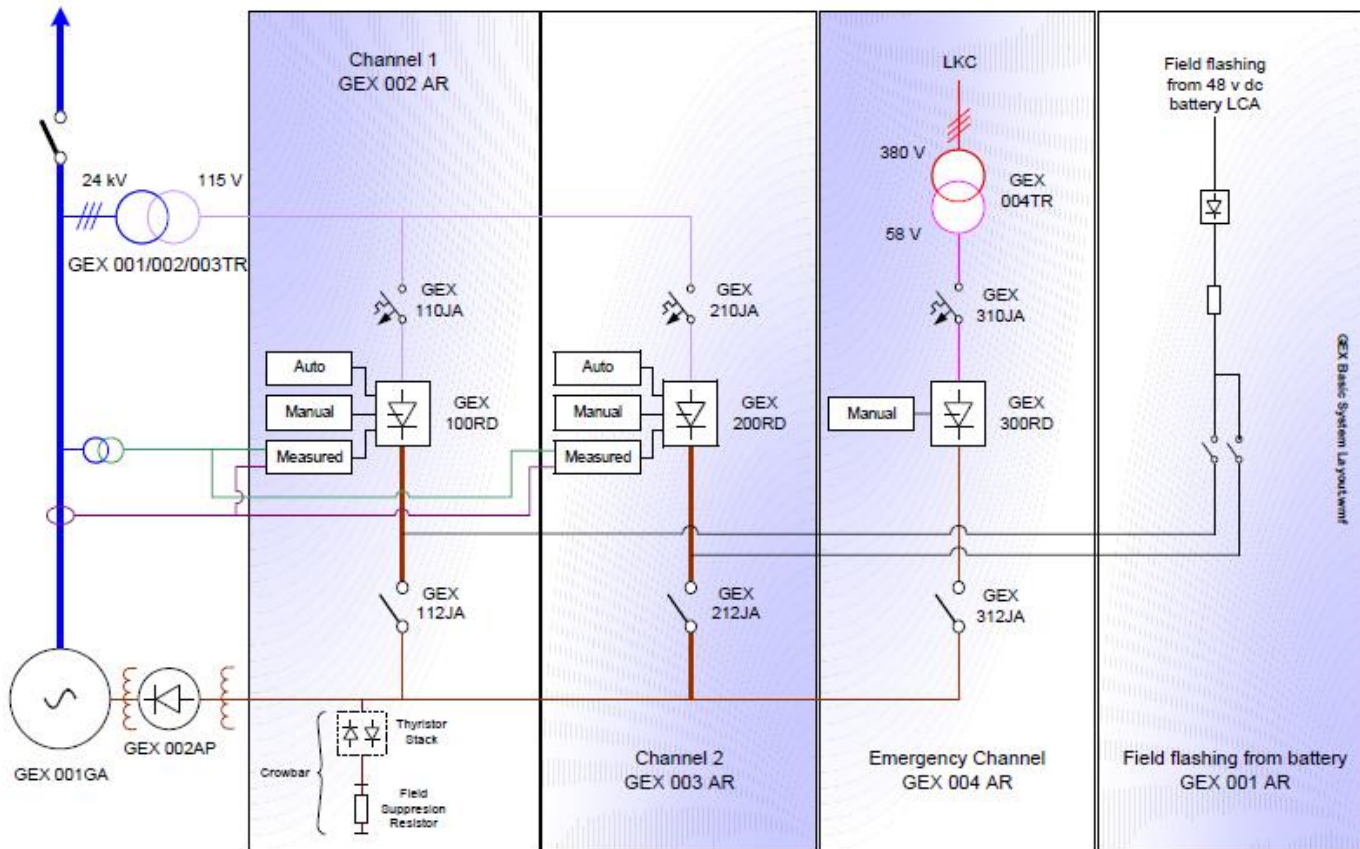 Channel 1
GEX 002 AR
LKC
Field flashing
from 48 v dc
battery LCA
24 kV
115 V
GEX 001/002/003TR
380 V
GEX
004TR
58 V
GEX
110JA
GEX
210JA
GEX
310JA
Auto
Manual
Measured
GEX
100RD
Auto
Manual
Measured
GEX
200RD
Manual
GEX
300RD
GEX Basic System Layout.wmf
GEX
112JA
GEX
212JA
GEX
312JA
GEX 001GA
GEX 002AP
Crowbar
Thyristor
Stack
Field
Suppresion
Resistor
Channel 2
GEX 003 AR
Emergency Channel
GEX 004 AR
Field flashing from battery
GEX 001 AR